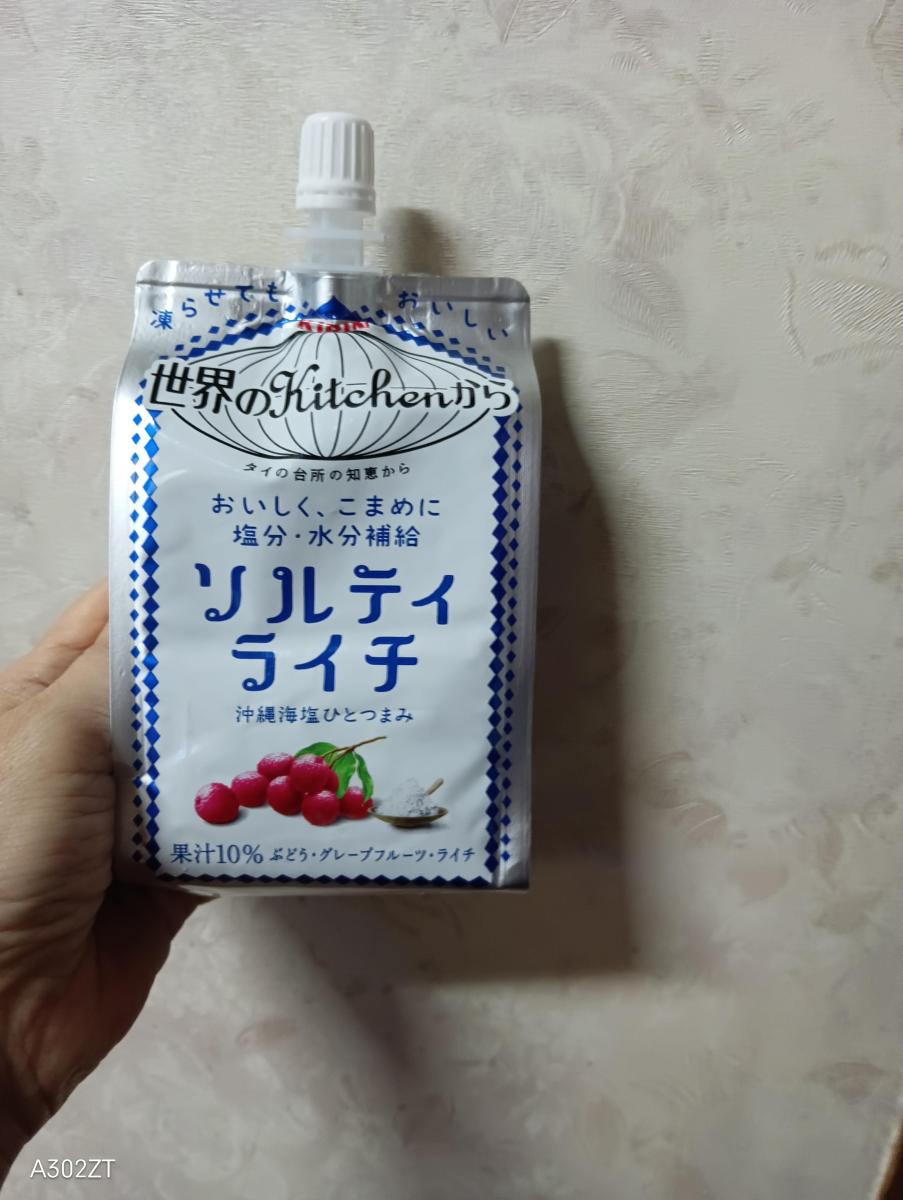 凍らせてもおいしい
KIRIN
世界のKitchenから
タイの台所の知恵から
おいしく、こまめに
塩分・水分補給
ソルティ
ライチ
沖縄海塩ひとつまみ
果汁10% ぶどう・グレープフルーツ・ライチ
A302ZT